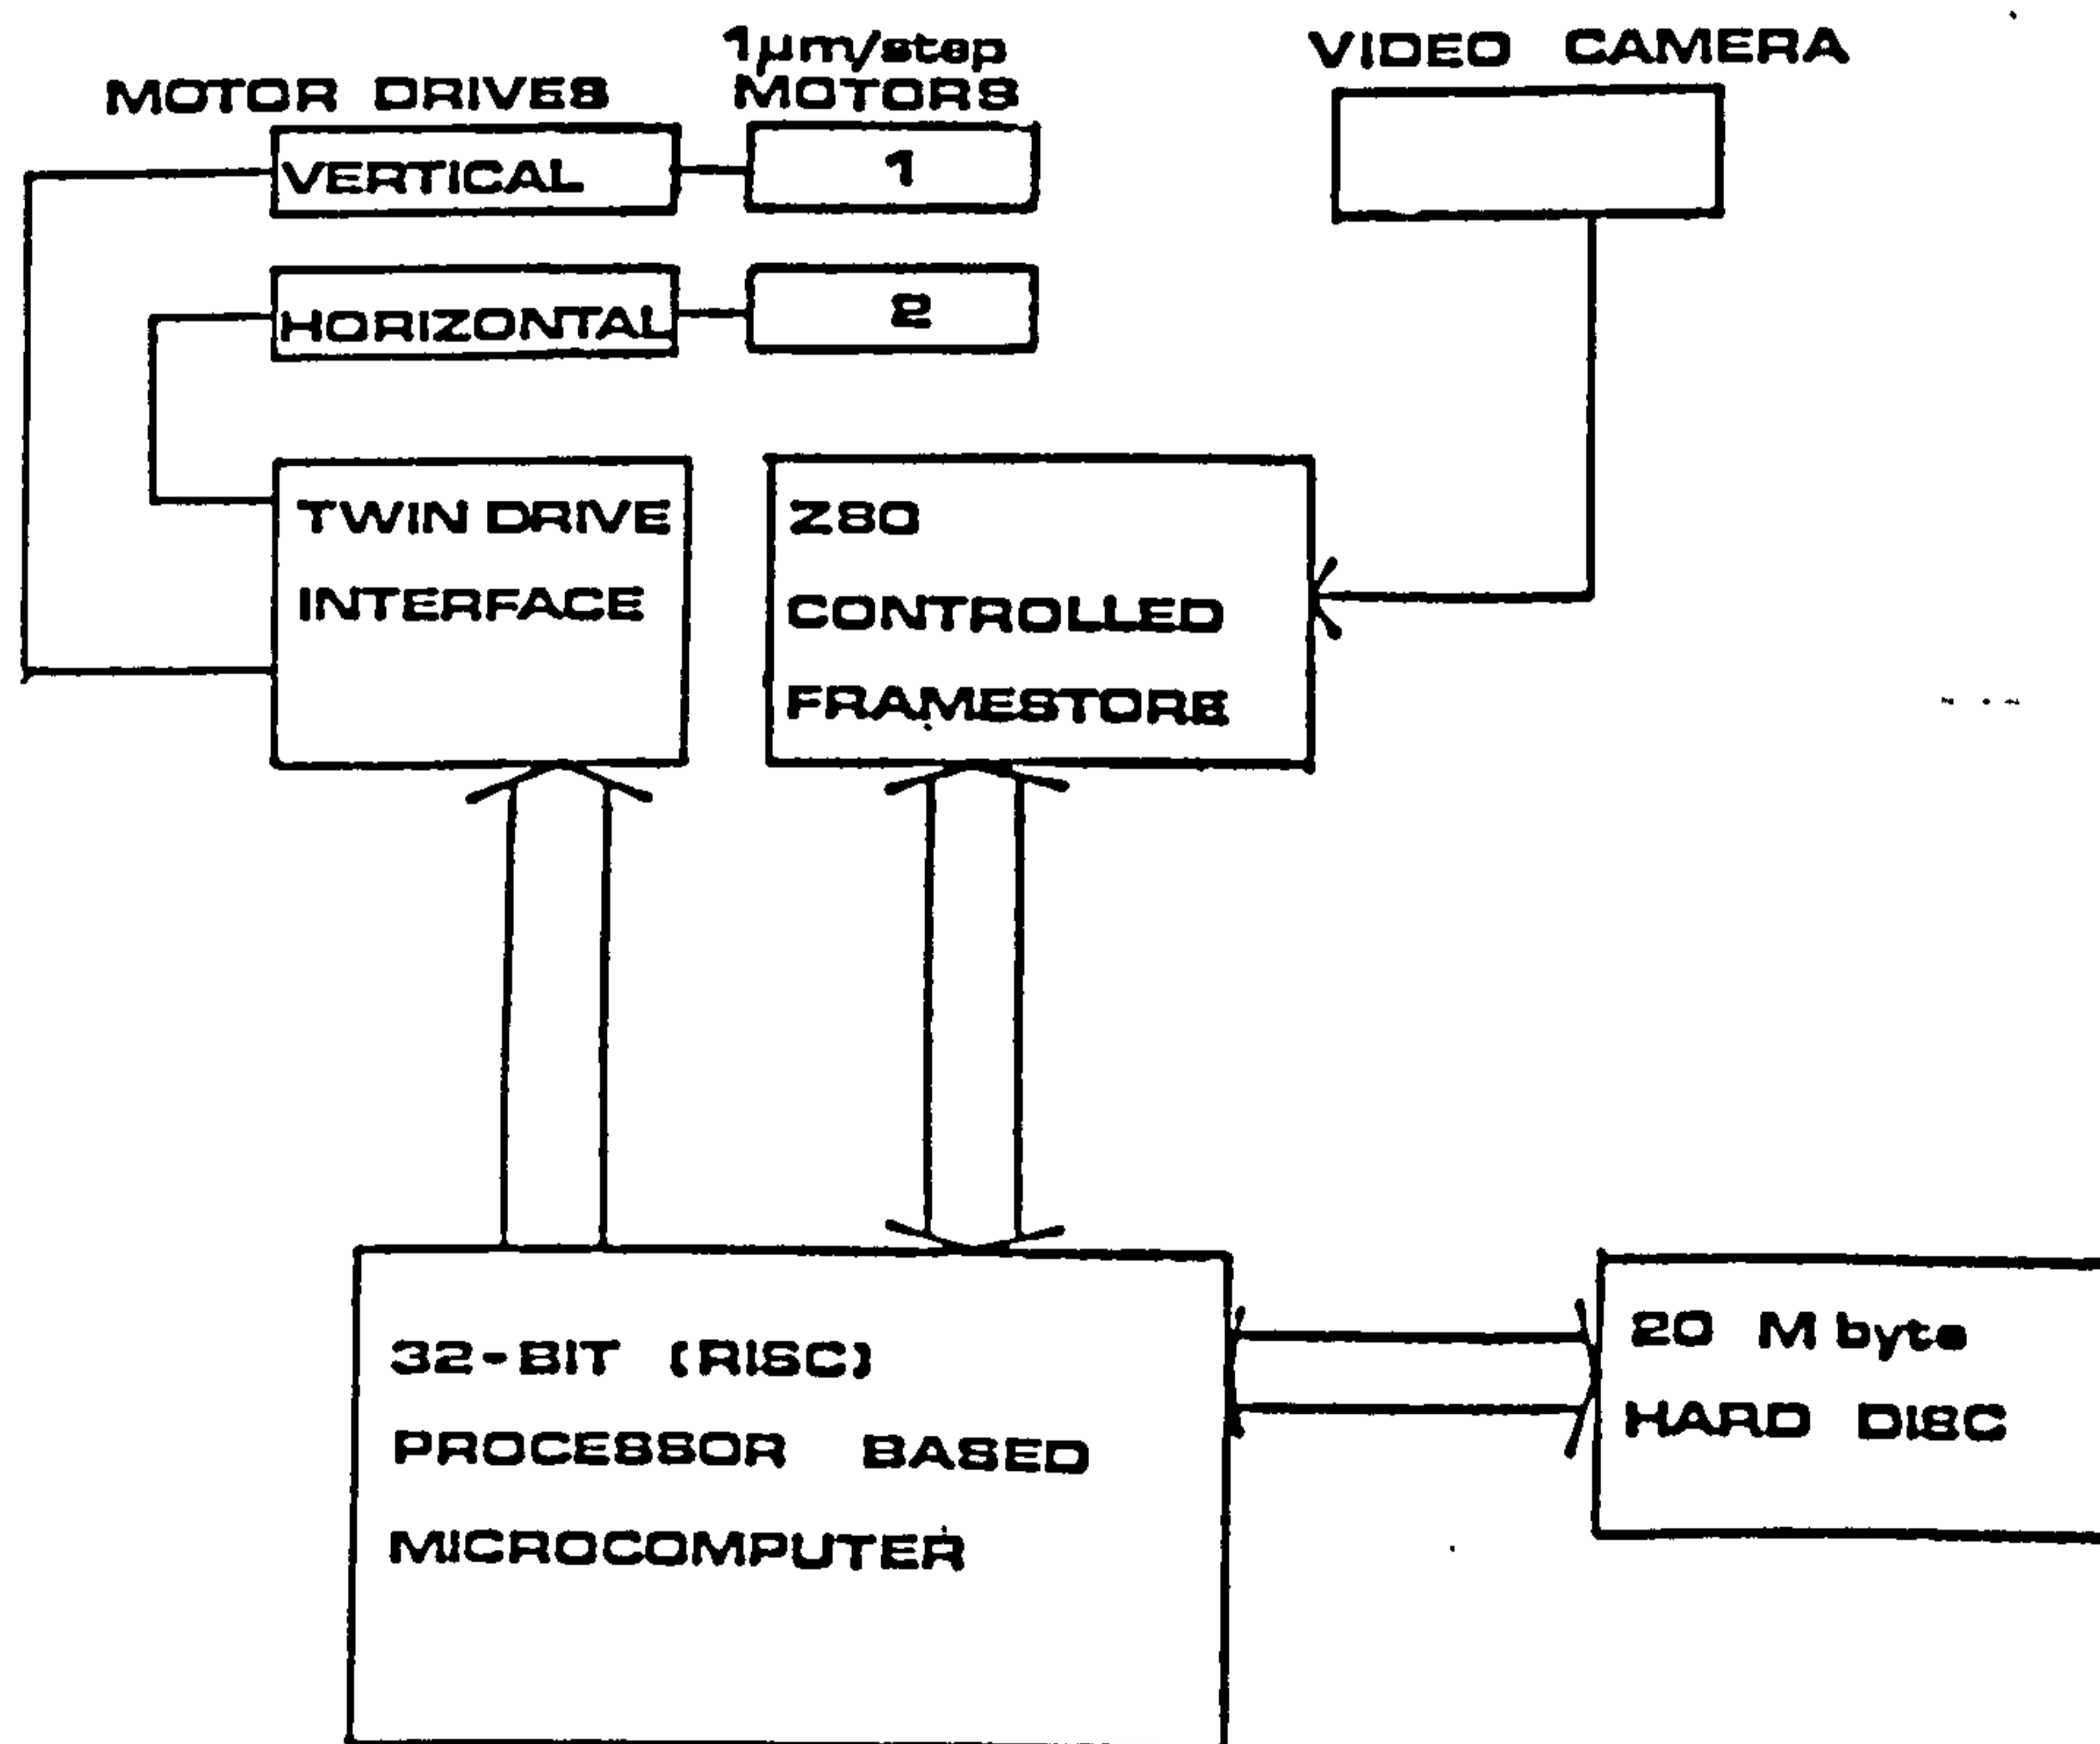 1µm/step
MOTOR DRIVES
MOTORS
VIDEO CAMERA
VERTICAL
1
HORIZONTAL
2
TWIN DRIVE
INTERFACE
Z80
CONTROLLED
FRAMESTORE
32-BIT (RISC)
PROCESSOR BASED
MICROCOMPUTER
20 M byte
HARD DISC